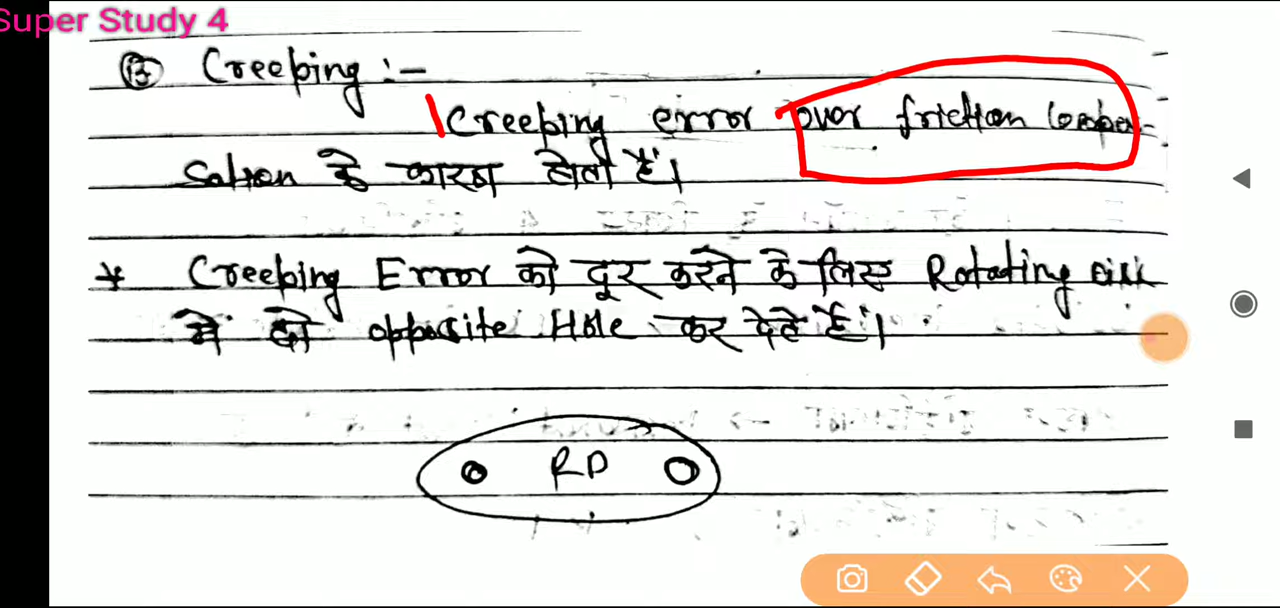 Super Study 4
⑬ Creeping :-
Creeping error over friction compen-
sation के कारण होती है।
* Creeping Error को दूर करने के लिए Rotating disk
में दो opposite Hole कर देते हैं।
RD